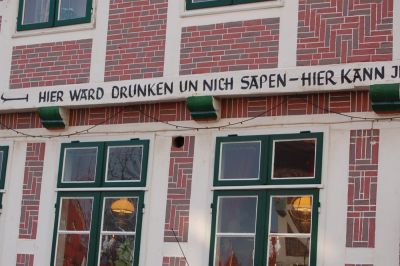 HIER WARD DRUNKEN UN NICH SAPEN – HIER KANN